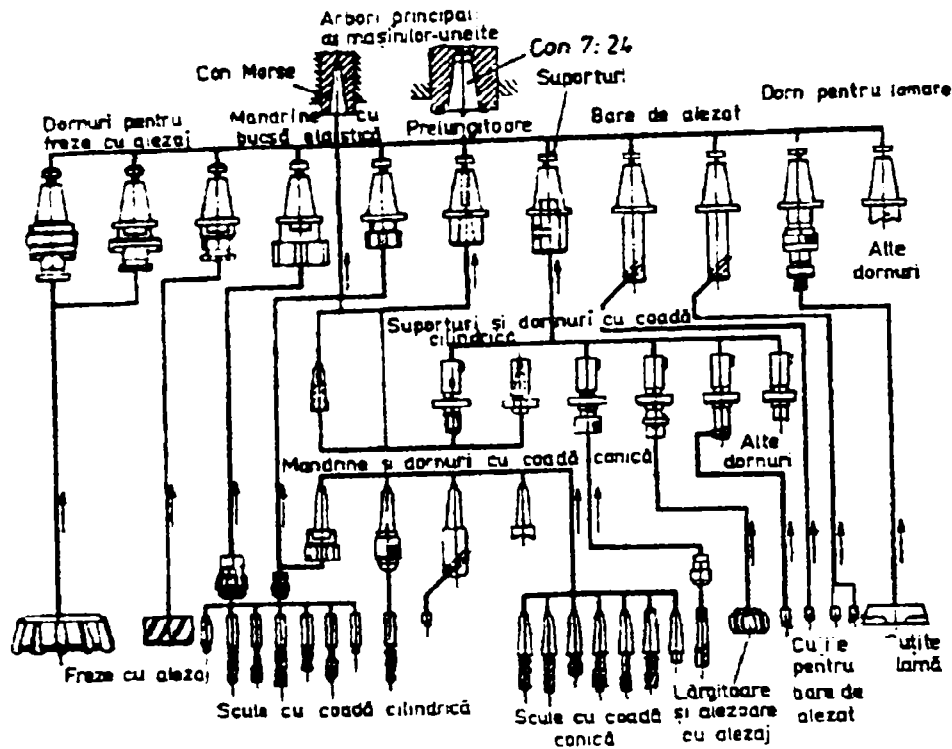 Arbori principali
ai mașinilor-unelte
Con 7:24
Con Morse
Suporturi
Dorn pentru lamare
Dornuri pentru
freze cu alezaj
Mandrine cu
bucșă elastică
Prelungitoare
Bare de alezat
Alte
dornuri
Suporturi și dornuri cu coadă
cilindrică
Alte
dornuri
Mandrine și dornuri cu coadă conică
Freze cu alezaj
Scule cu coadă cilindrică
Scule cu coadă
conică
Lărgitoare
și alezoare
cu alezaj
Cuțite
pentru
bare de
alezat
Cuțite
lamă